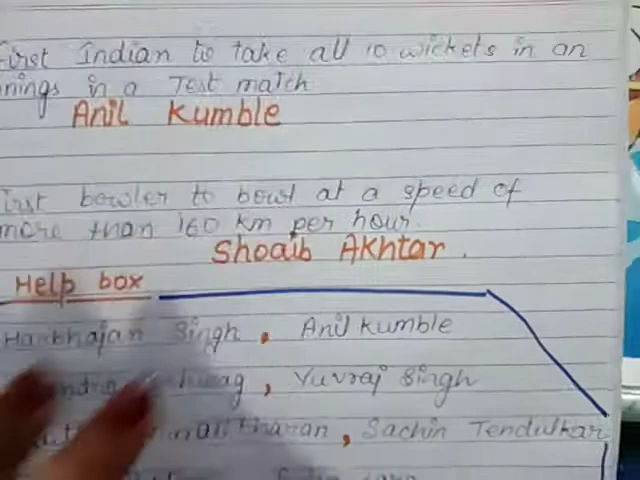 First Indian to take all 10 wickets in an
nings in a Test match
Anil Kumble
First bowler to bowl at a speed of
more than 160 km per hour.
Shoaib Akhtar.
Help box
Harbhajan Singh, Anil Kumble
, Yuvraj Singh
, Sachin Tendulkar